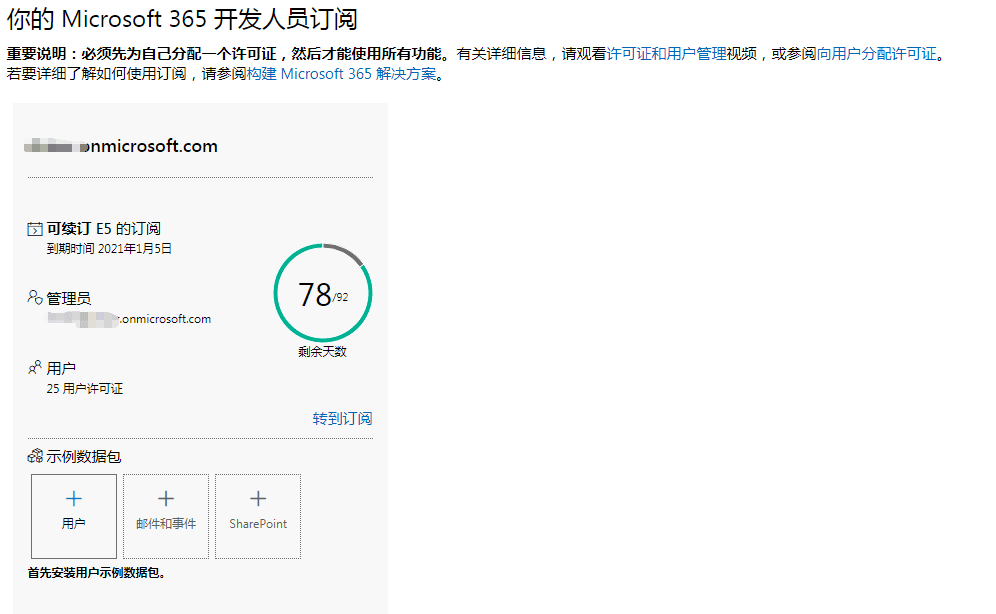 你的 Microsoft 365 开发人员订阅
重要说明：必须先为自己分配一个许可证，然后才能使用所有功能。有关详细信息，请观看许可证和用户管理视频，或参阅向用户分配许可证。
若要详细了解如何使用订阅，请参阅构建 Microsoft 365 解决方案。
onmicrosoft.com
可续订 E5 的订阅
到期时间 2021年1月5日
78/92
剩余天数
管理员
.onmicrosoft.com
用户
25 用户许可证
转到订阅
示例数据包
用户
邮件和事件
SharePoint
首先安装用户示例数据包。